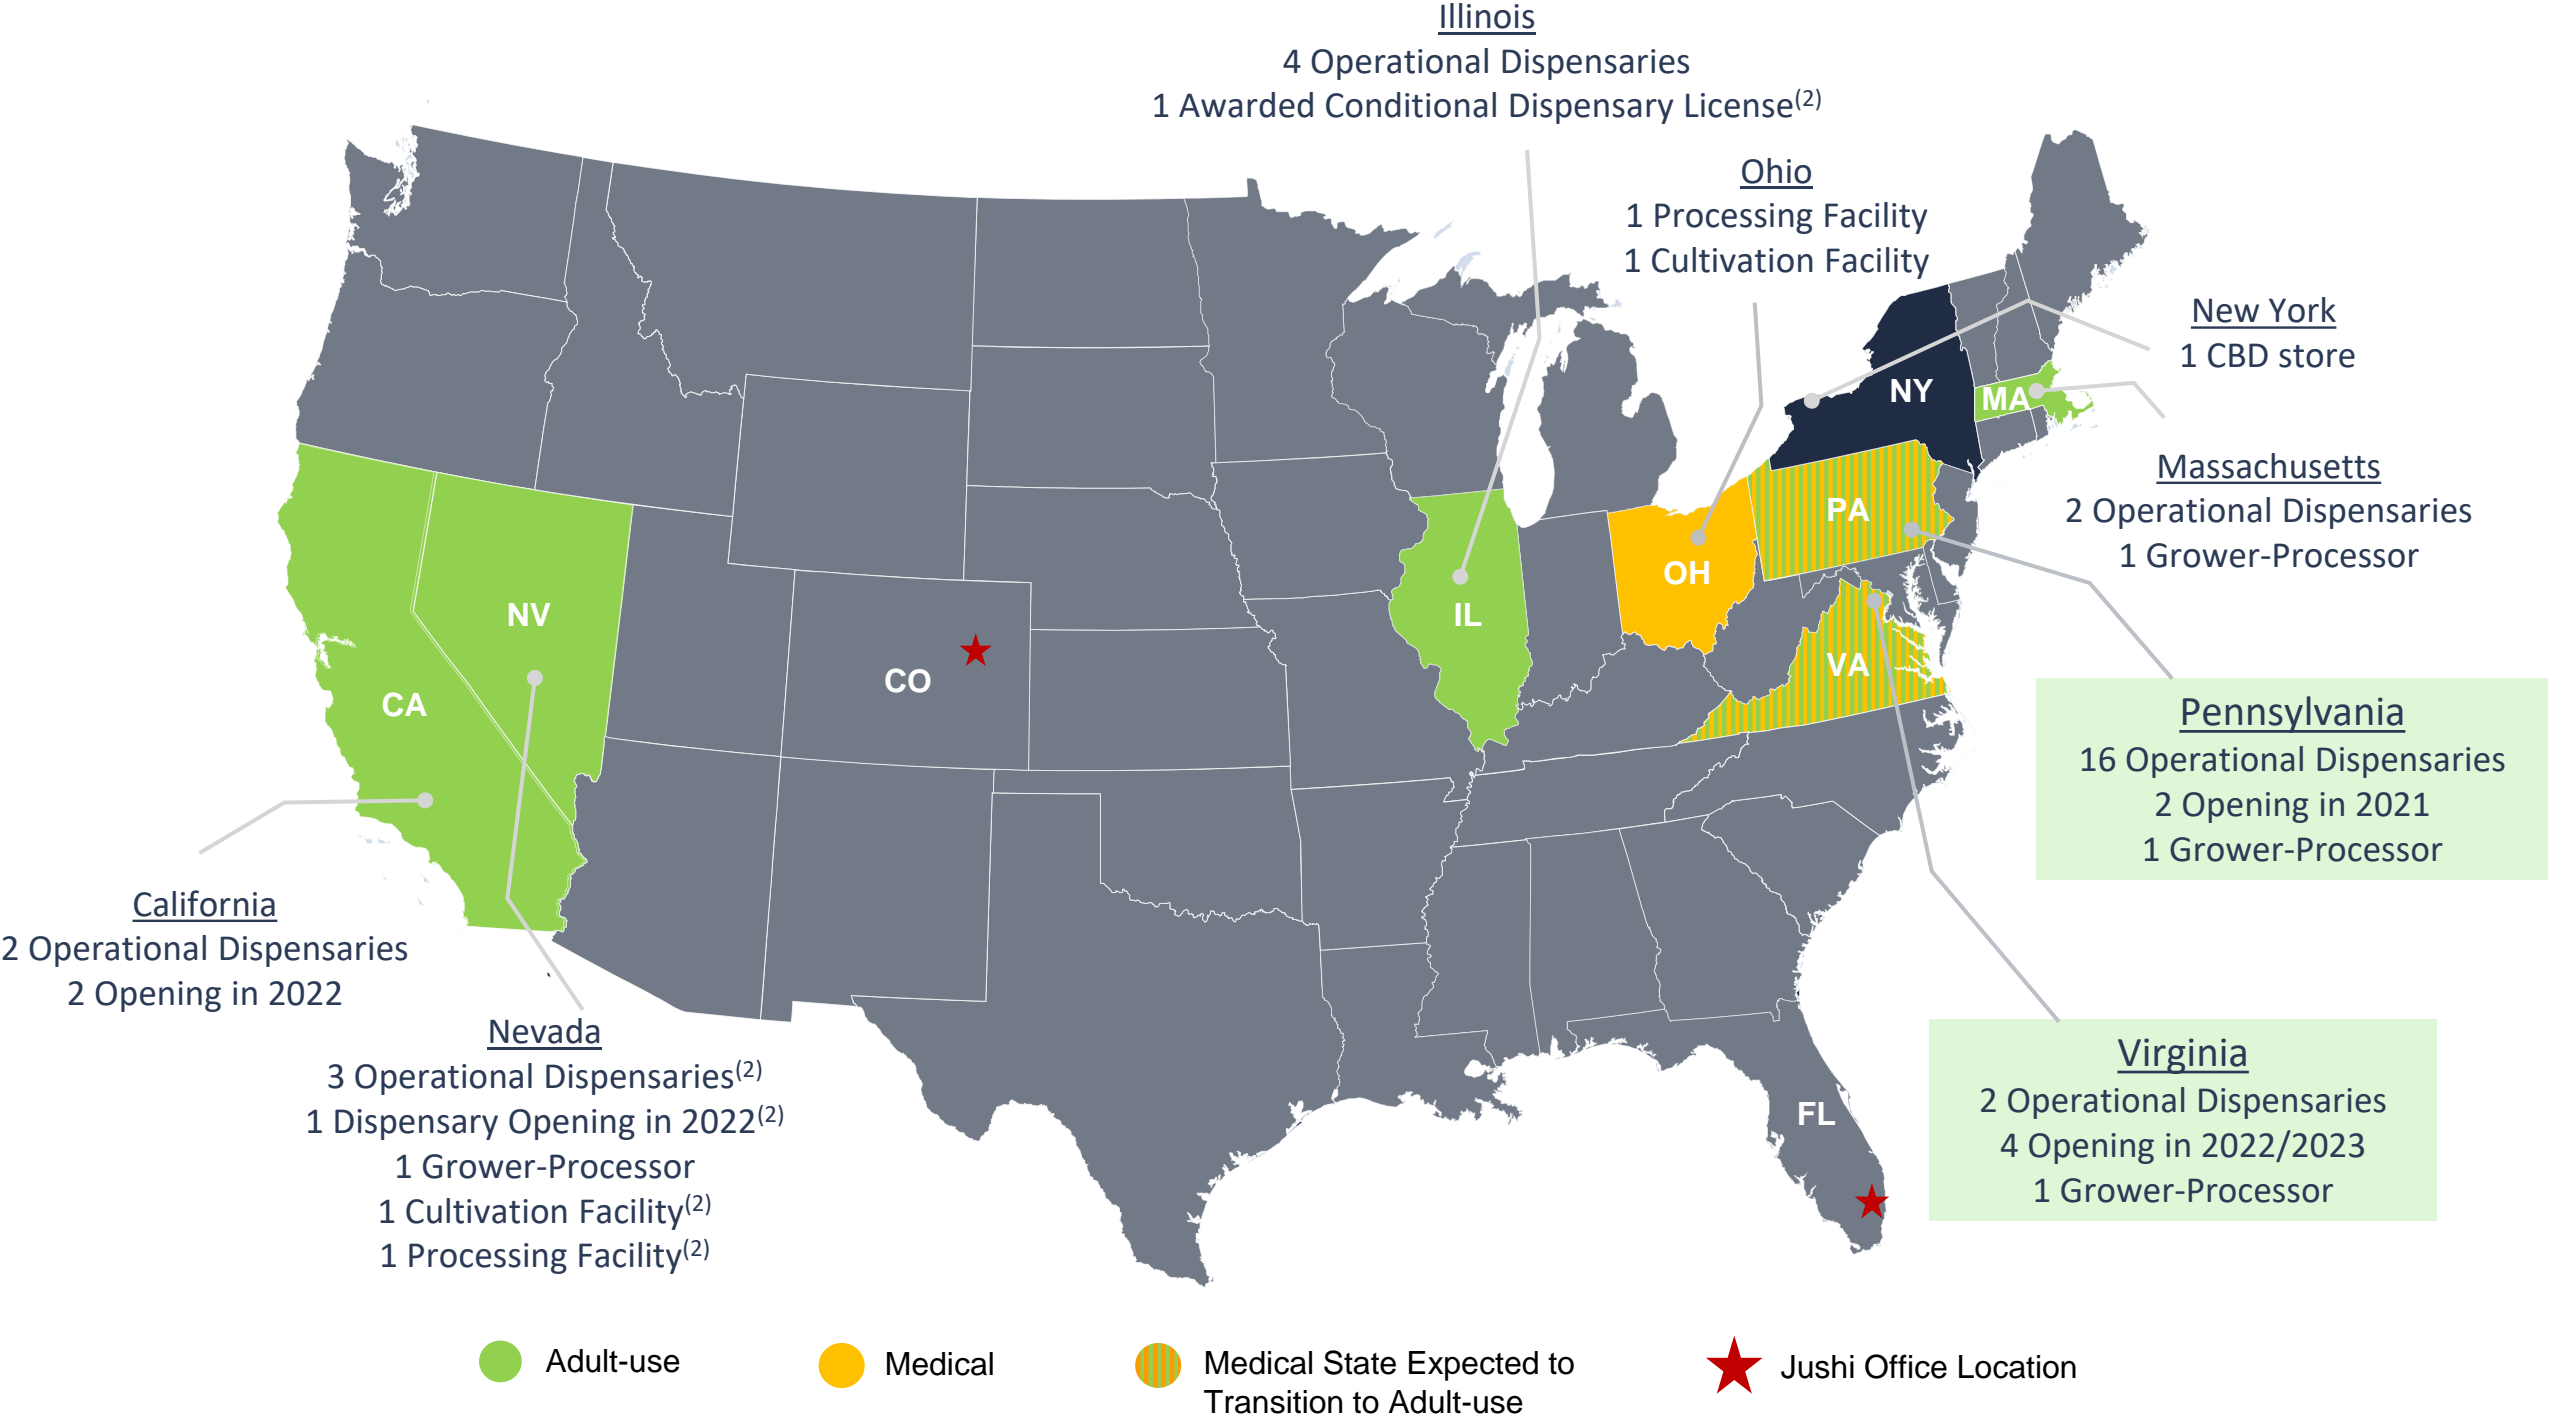 Illinois
4 Operational Dispensaries
1 Awarded Conditional Dispensary License(2)
Ohio
1 Processing Facility
1 Cultivation Facility
New York
1 CBD store
NY
MA
Massachusetts
2 Operational Dispensaries
1 Grower-Processor
PA
OH
IL
NV
VA
CO
CA
Pennsylvania
16 Operational Dispensaries
2 Opening in 2021
1 Grower-Processor
California
2 Operational Dispensaries
2 Opening in 2022
Nevada
3 Operational Dispensaries(2)
1 Dispensary Opening in 2022(2)
1 Grower-Processor
1 Cultivation Facility(2)
1 Processing Facility(2)
FL
Virginia
2 Operational Dispensaries
4 Opening in 2022/2023
1 Grower-Processor
Adult-use
Medical
Medical State Expected to
Transition to Adult-use
Jushi Office Location